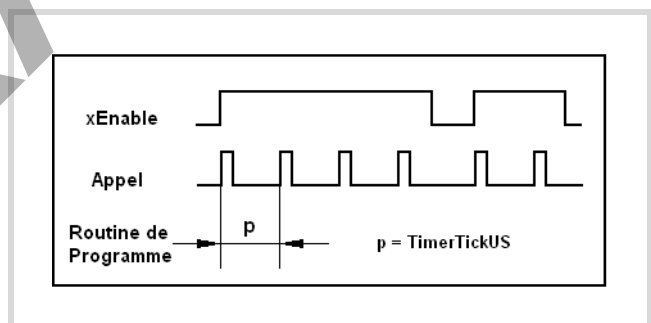 xEnable
Appel
Routine de
Programme
p
p = TimerTickUS